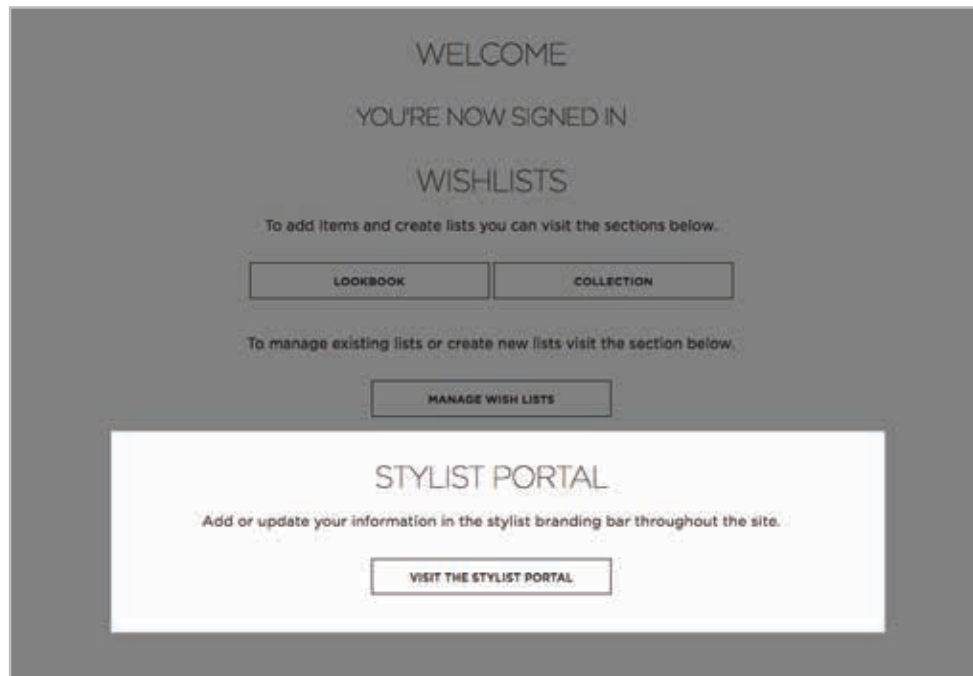 WELCOME
YOU'RE NOW SIGNED IN
WISHLISTS
To add items and create lists you can visit the sections below.
LOOKBOOK
COLLECTION
To manage existing lists or create new lists visit the section below.
MANAGE WISH LISTS
STYLIST PORTAL
Add or update your information in the stylist branding bar throughout the site.
VISIT THE STYLIST PORTAL